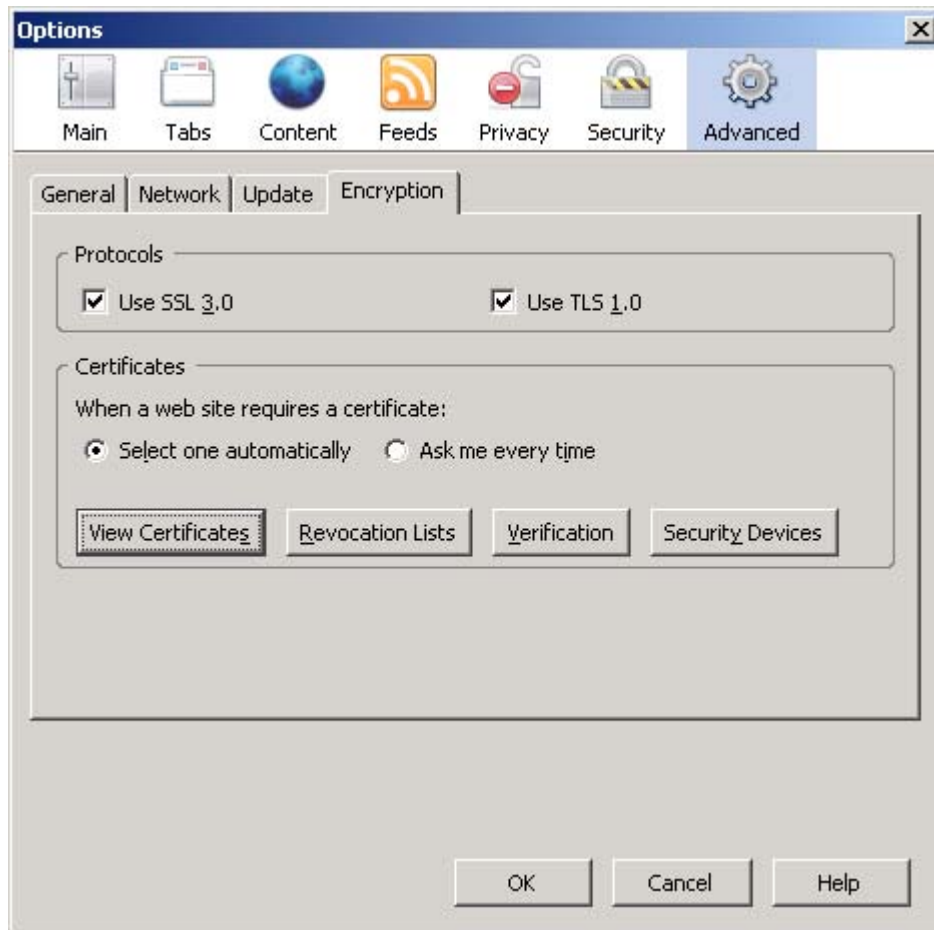 Options
Main Tabs Content Feeds Privacy Security Advanced
General Network Update Encryption
Protocols
Use SSL 3.0 Use TLS 1.0
Certificates
When a web site requires a certificate:
Select one automatically Ask me every time
View Certificates Revocation Lists Verification Security Devices
OK Cancel Help